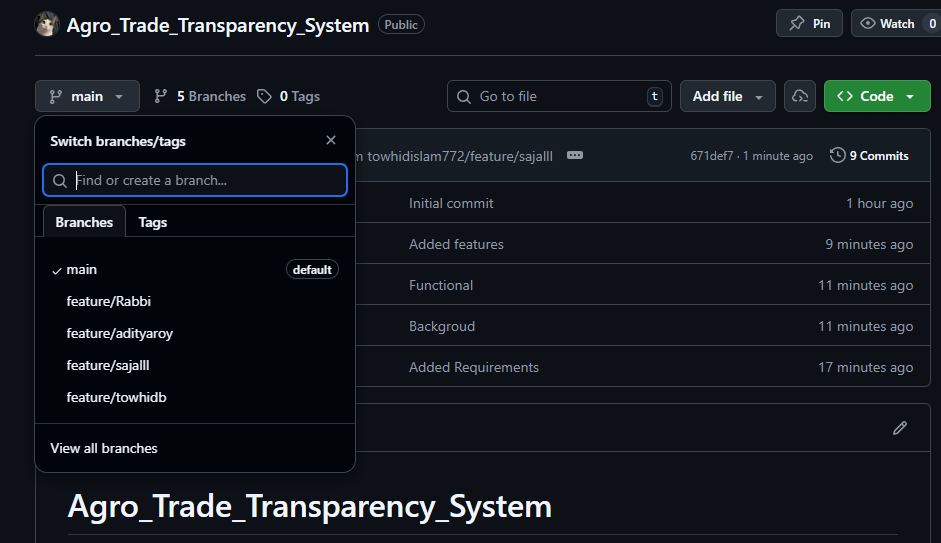 Agro_Trade_Transparency_System Public Pin Watch 0
main 5 Branches 0 Tags Go to file t Add file Code
Switch branches/tags
towhidislam772/feature/sajalll 671def7 · 1 minute ago 9 Commits
Find or create a branch...
Initial commit 1 hour ago
Branches Tags
Added features 9 minutes ago
main default
Functional 11 minutes ago
feature/Rabbi
Backgroud 11 minutes ago
feature/adityaroy
feature/sajalll
Added Requirements 17 minutes ago
feature/towhidb
View all branches
Agro_Trade_Transparency_System